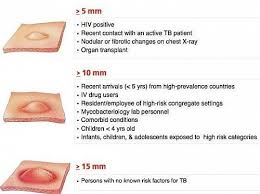 ≥ 5 mm
• HIV positive
• Recent contact with an active TB patient
• Nodular or fibrotic changes on chest X-ray
• Organ transplant
≥ 10 mm
• Recent arrivals (< 5 yrs) from high-prevalence countries
• IV drug users
• Resident/employee of high-risk congregate settings
• Mycobacteriology lab personnel
• Comorbid conditions
• Children < 4 yrs old
• Infants, children, & adolescents exposed to high risk categories
≥ 15 mm
• Persons with no known risk factors for TB